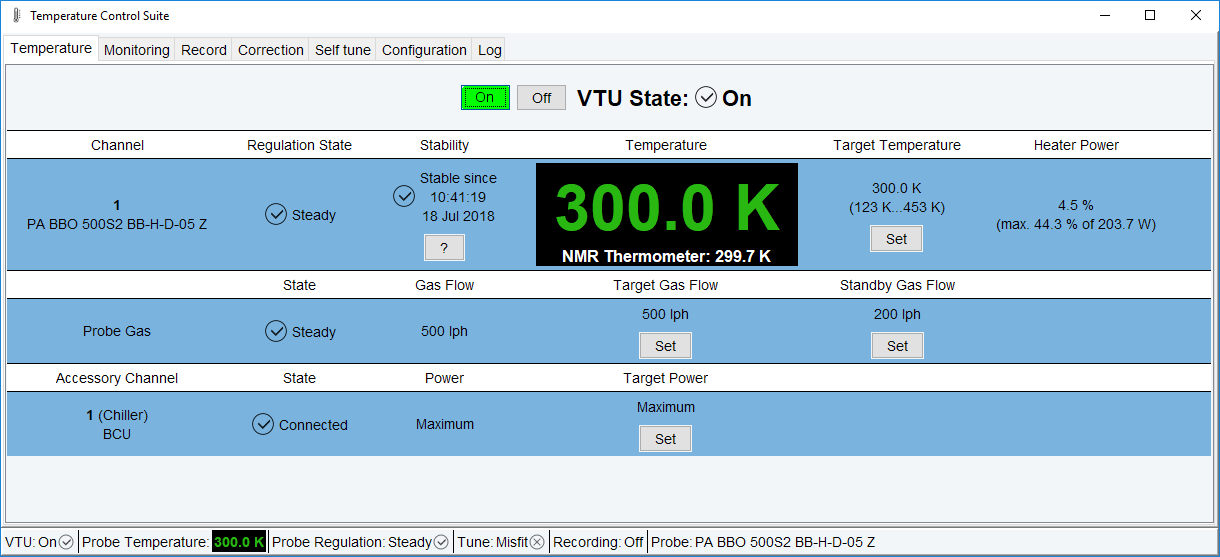 Temperature Control Suite
Temperature Monitoring Record Correction Self tune Configuration Log
On Off VTU State: On
Channel Regulation State Stability Temperature Target Temperature Heater Power
1
PA BBO 500S2 BB-H-D-05 Z
Steady
Stable since
10:41:19
18 Jul 2018
?
300.0 K
NMR Thermometer: 299.7 K
300.0 K
(123 K...453 K)
Set
4.5 %
(max. 44.3 % of 203.7 W)
State Gas Flow Target Gas Flow Standby Gas Flow
Probe Gas
Steady
500 lph
500 lph
Set
200 lph
Set
Accessory Channel State Power Target Power
1 (Chiller)
BCU
Connected
Maximum
Maximum
Set
VTU: On Probe Temperature: 300.0 K Probe Regulation: Steady Tune: Misfit Recording: Off Probe: PA BBO 500S2 BB-H-D-05 Z